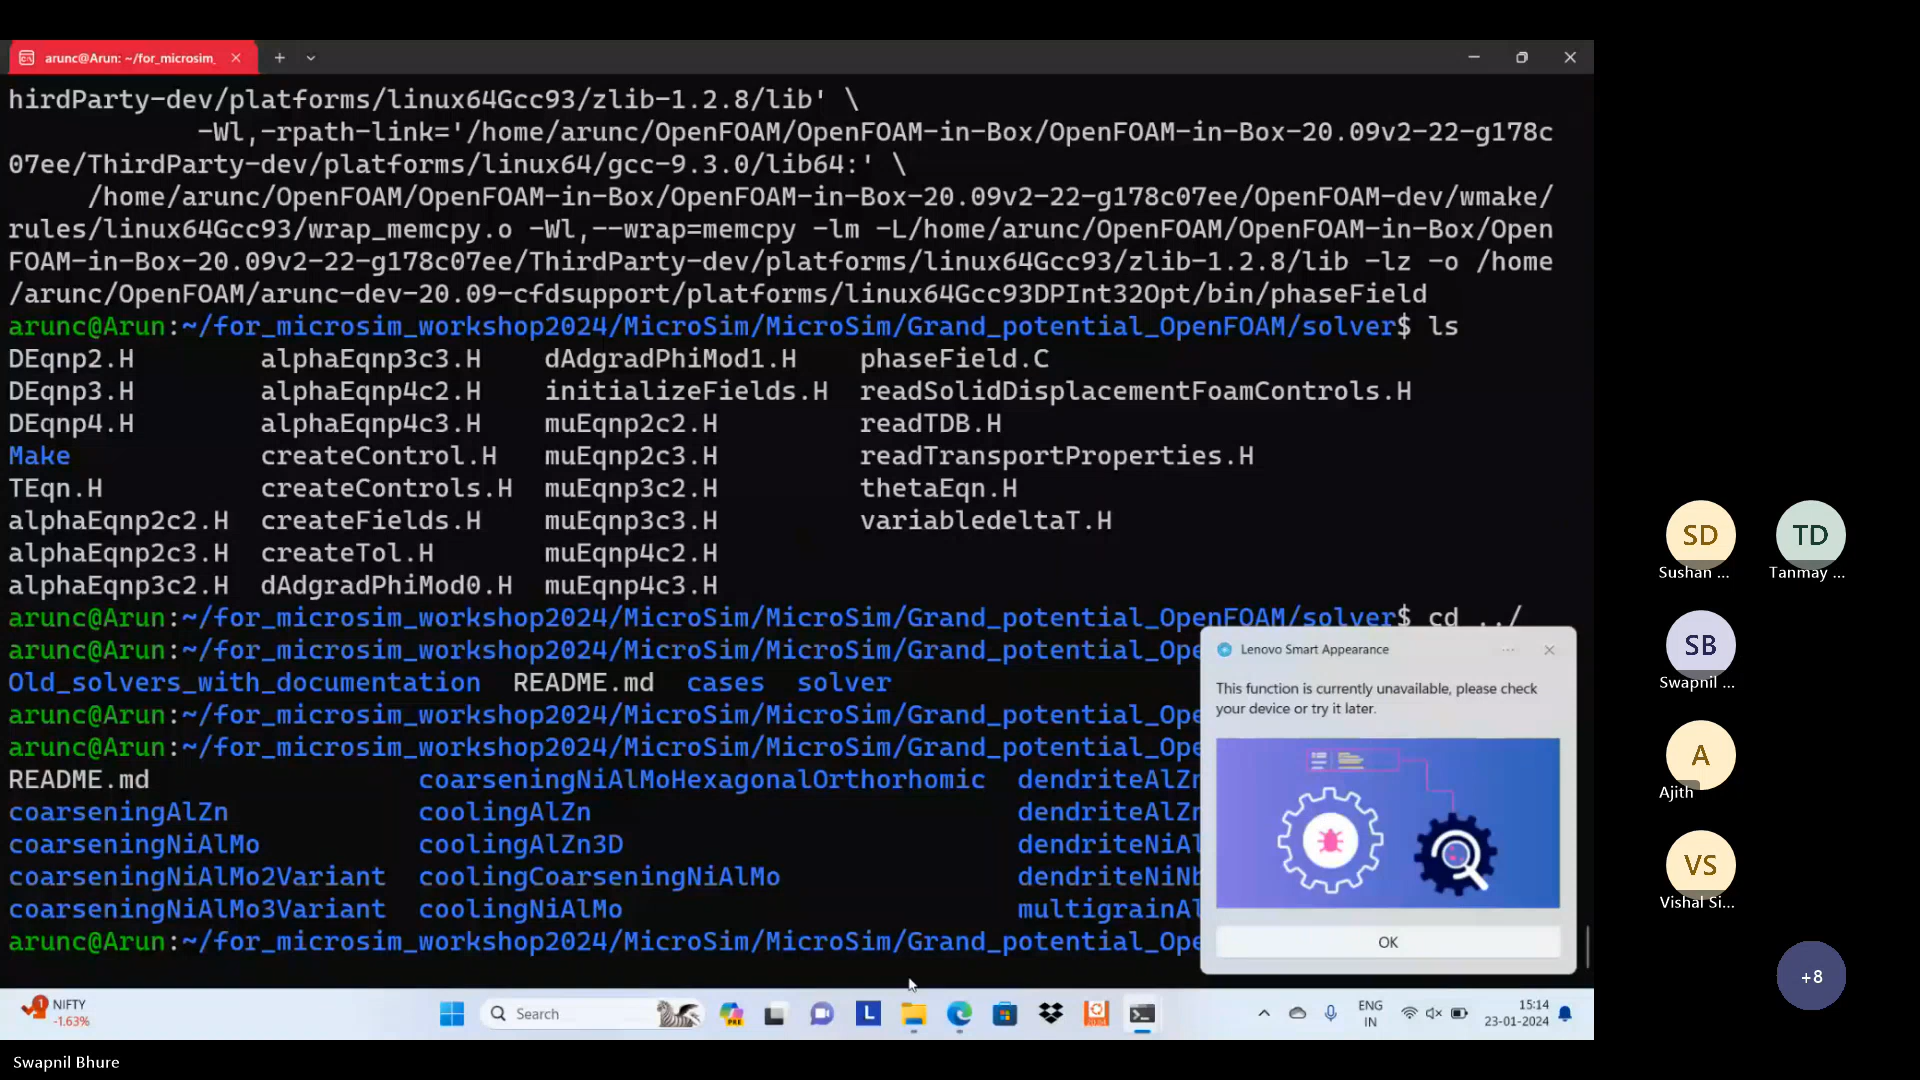 arunc@Arun: ~/for_microsim_
hirdParty-dev/platforms/linux64Gcc93/zlib-1.2.8/lib' \
-Wl,-rpath-link='/home/arunc/OpenFOAM/OpenFOAM-in-Box/OpenFOAM-in-Box-20.09v2-22-g178c
07ee/ThirdParty-dev/platforms/linux64/gcc-9.3.0/lib64:' \
/home/arunc/OpenFOAM/OpenFOAM-in-Box/OpenFOAM-in-Box-20.09v2-22-g178c07ee/OpenFOAM-dev/wmake/
rules/linux64Gcc93/wrap_memcpy.o -Wl,--wrap=memcpy -lm -L/home/arunc/OpenFOAM/OpenFOAM-in-Box/Open
FOAM-in-Box-20.09v2-22-g178c07ee/ThirdParty-dev/platforms/linux64Gcc93/zlib-1.2.8/lib -lz -o /home
/arunc/OpenFOAM/arunc-dev-20.09-cfdsupport/platforms/linux64Gcc93DPInt32Opt/bin/phaseField
arunc@Arun:~/for_microsim_workshop2024/MicroSim/MicroSim/Grand_potential_OpenFOAM/solver$ ls
DEqnp2.H alphaEqnp3c3.H dAdgradPhiMod1.H phaseField.C
DEqnp3.H alphaEqnp4c2.H initializeFields.H readSolidDisplacementFoamControls.H
DEqnp4.H alphaEqnp4c3.H muEqnp2c2.H readTDB.H
Make createControl.H muEqnp2c3.H readTransportProperties.H
TEqn.H createControls.H muEqnp3c2.H thetaEqn.H
alphaEqnp2c2.H createFields.H muEqnp3c3.H variabledeltaT.H
alphaEqnp2c3.H createTol.H muEqnp4c2.H
alphaEqnp3c2.H dAdgradPhiMod0.H muEqnp4c3.H
arunc@Arun:~/for_microsim_workshop2024/MicroSim/MicroSim/Grand_potential_OpenFOAM/solver$ cd ../
arunc@Arun:~/for_microsim_workshop2024/MicroSim/MicroSim/Grand_potential_Ope
Old_solvers_with_documentation README.md cases solver
arunc@Arun:~/for_microsim_workshop2024/MicroSim/MicroSim/Grand_potential_Ope
arunc@Arun:~/for_microsim_workshop2024/MicroSim/MicroSim/Grand_potential_Ope
README.md coarseningNiAlMoHexagonalOrthorhomic dendriteAlZn
coarseningAlZn coolingAlZn dendriteAlZn
coarseningNiAlMo coolingAlZn3D dendriteNiAl
coarseningNiAlMo2Variant coolingCoarseningNiAlMo dendriteNiNb
coarseningNiAlMo3Variant coolingNiAlMo multigrainAl
arunc@Arun:~/for_microsim_workshop2024/MicroSim/MicroSim/Grand_potential_Ope
Lenovo Smart Appearance
This function is currently unavailable, please check
your device or try it later.
OK
SD
Sushan ...
TD
Tanmay ...
SB
Swapnil ...
A
Ajith
VS
Vishal Si...
+8
1
NIFTY
-1.63%
Search
PRE
L
ENG
IN
15:14
23-01-2024
Swapnil Bhure